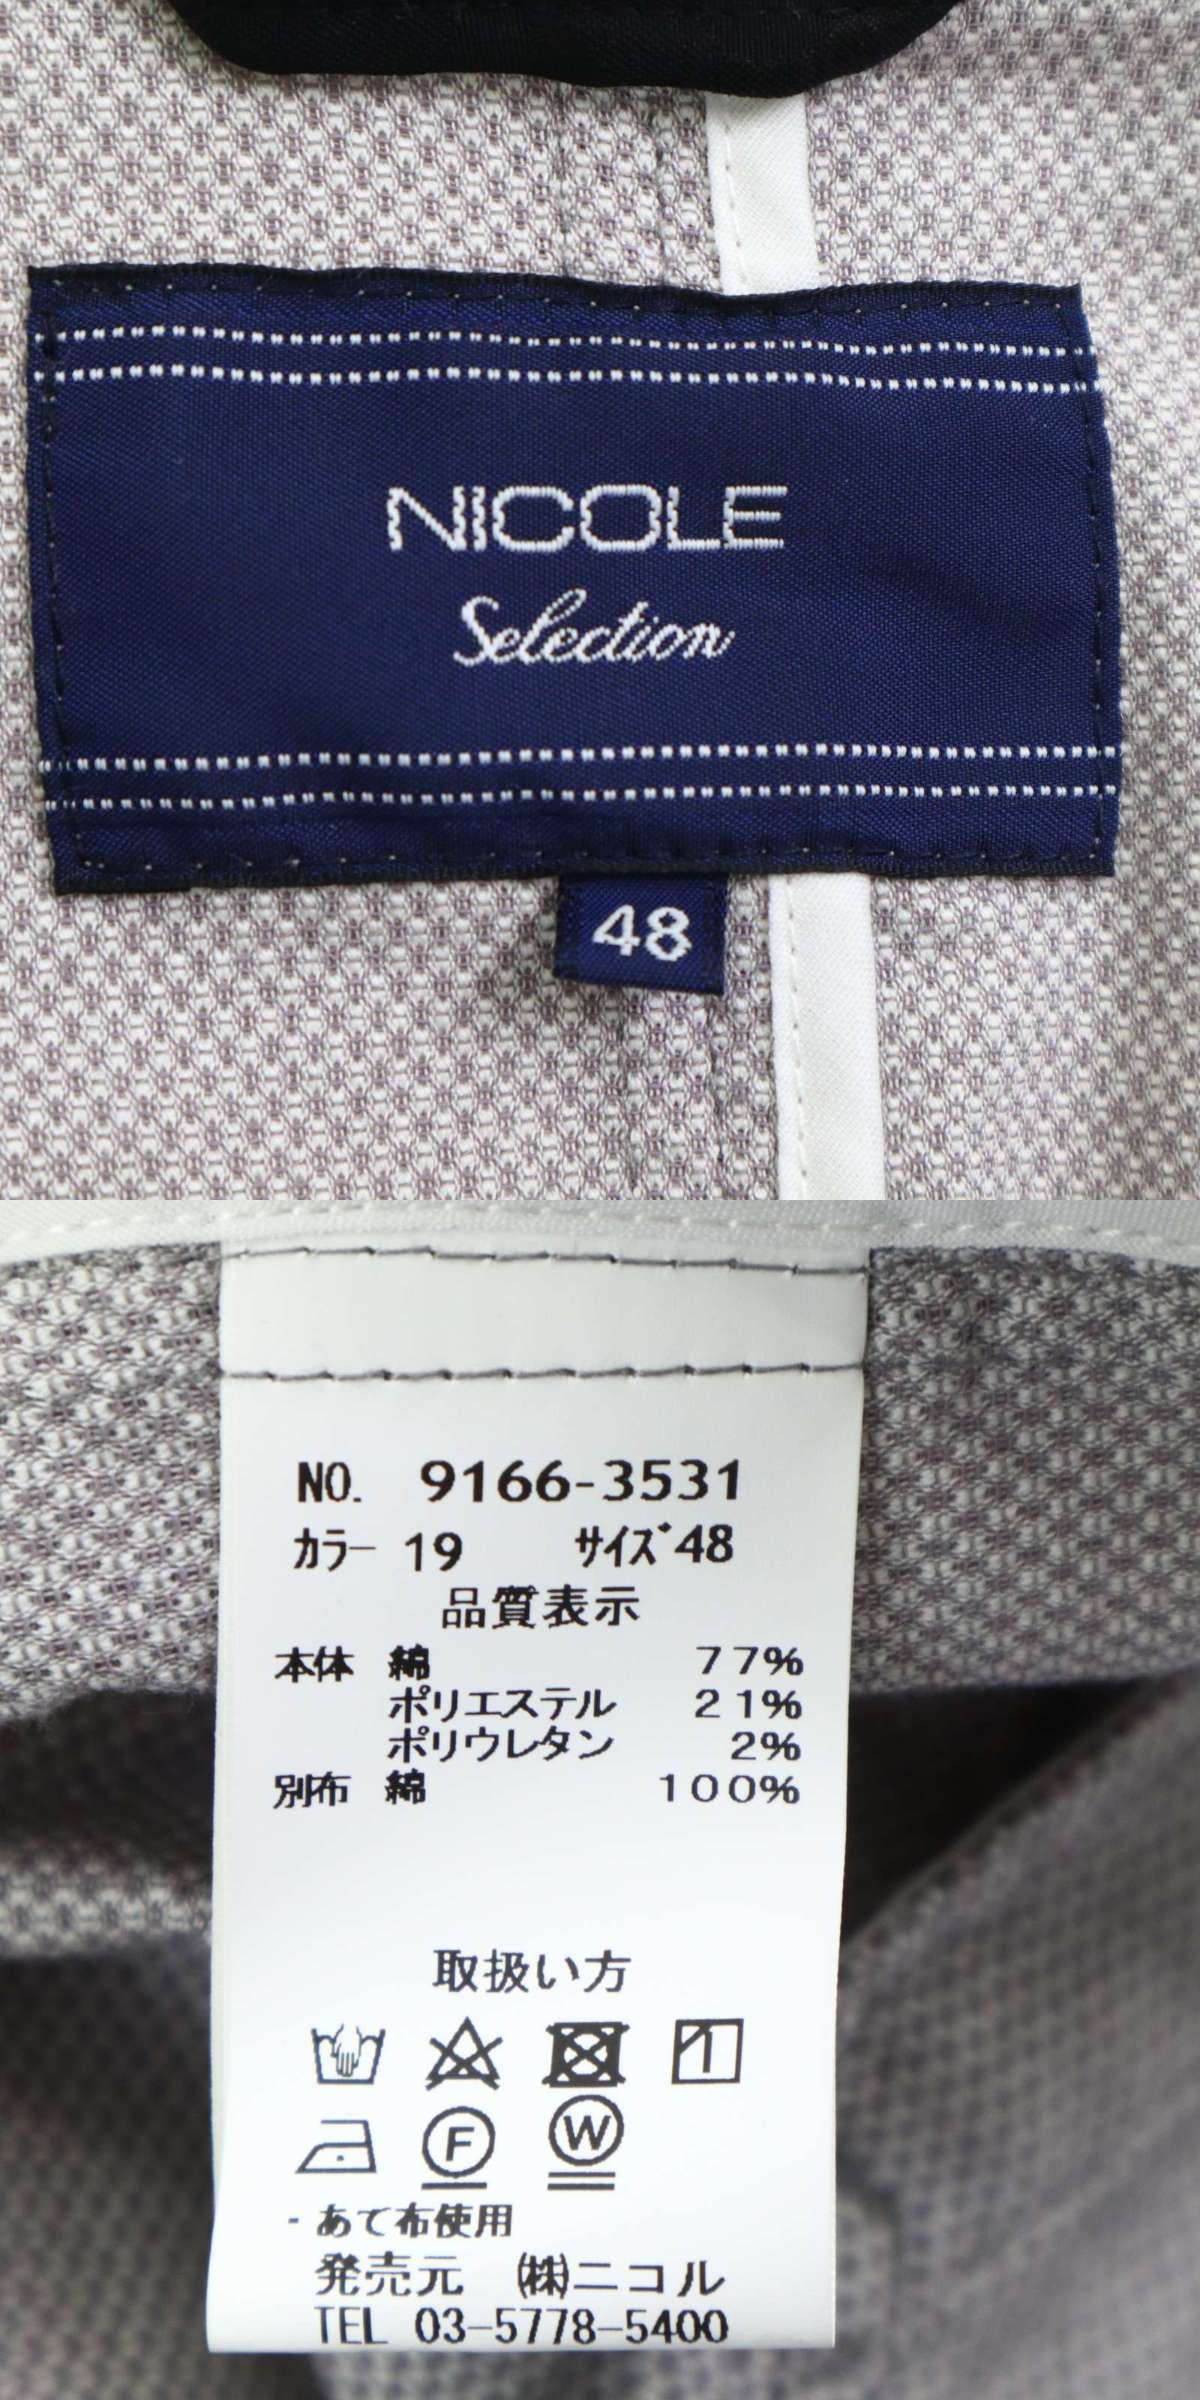 NICOLE
Selection
48
NO. 9166-3531
カラー 19 サイズ 48
品質表示
本体 綿 77%
ポリエステル 21%
ポリウレタン 2%
別布 綿 100%
取扱い方
F W
・あて布使用
発売元 ㈱ニコル
TEL 03-5778-5400